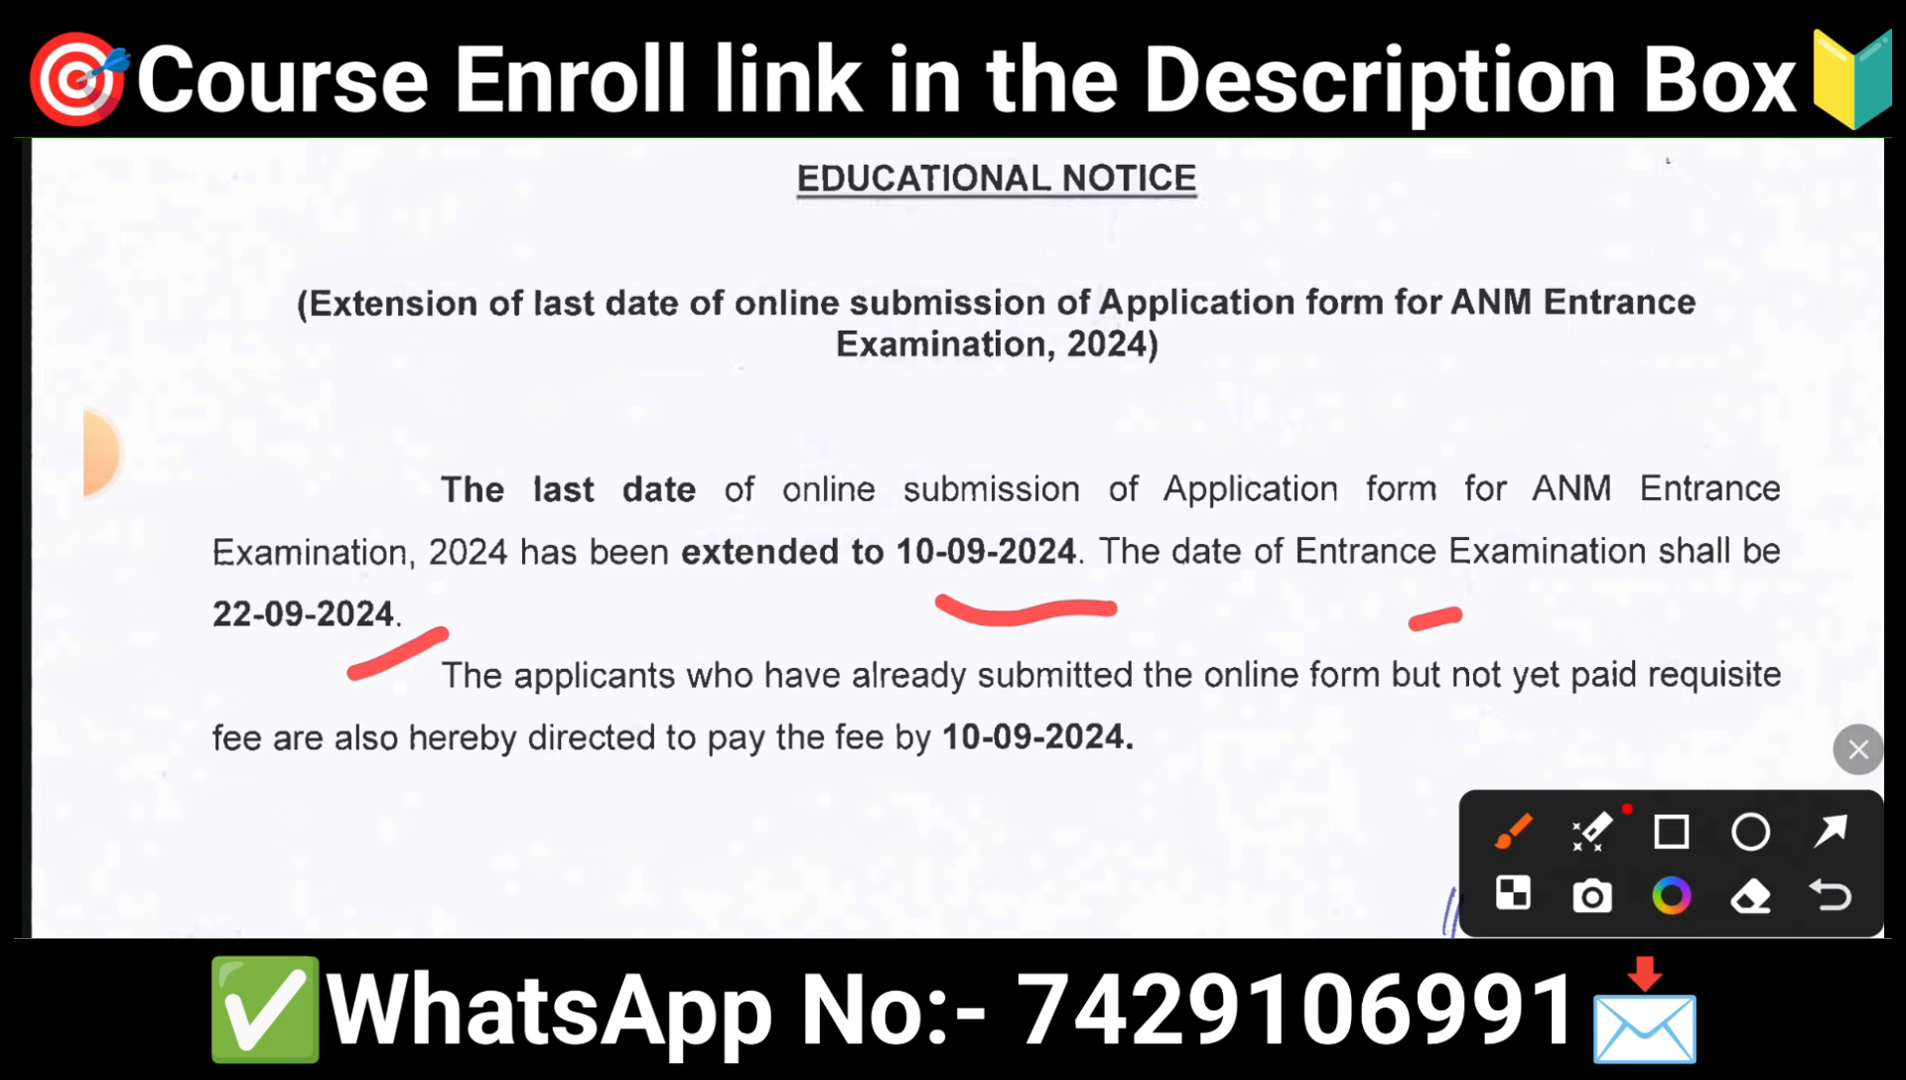 Course Enroll link in the Description Box
EDUCATIONAL NOTICE
(Extension of last date of online submission of Application form for ANM Entrance
Examination, 2024)
The last date of online submission of Application form for ANM Entrance
Examination, 2024 has been extended to 10-09-2024. The date of Entrance Examination shall be
22-09-2024.
The applicants who have already submitted the online form but not yet paid requisite
fee are also hereby directed to pay the fee by 10-09-2024.
WhatsApp No:- 7429106991